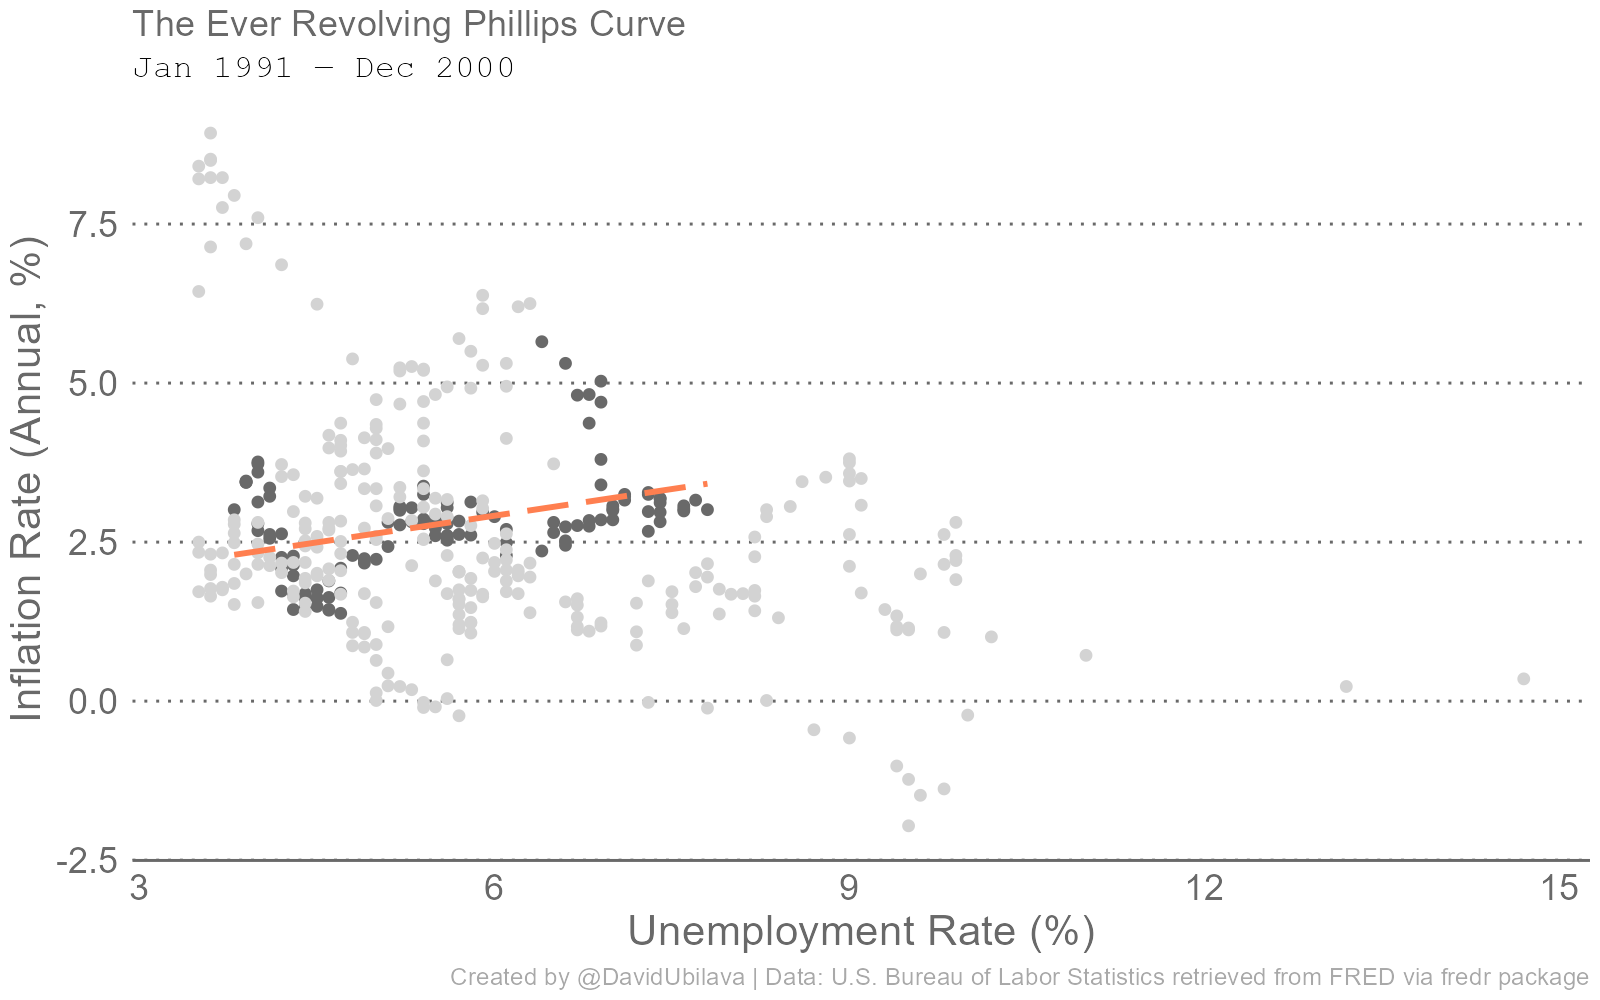 The Ever Revolving Phillips Curve
Jan 1991 — Dec 2000
Inflation Rate (Annual, %)
7.5
5.0
2.5
0.0
-2.5
3 6 9 12 15
Unemployment Rate (%)
Created by @DavidUbilava | Data: U.S. Bureau of Labor Statistics retrieved from FRED via fredr package